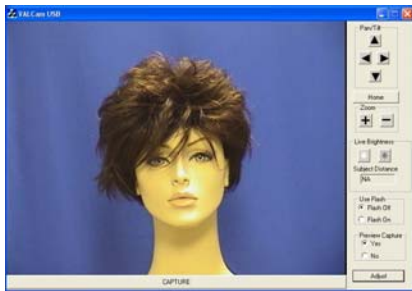 VALCam USB
Pan/Tilt
Home
Zoom
Live Brightness
Subject Distance
NA
Use Flash
Flash Off
Flash On
Preview Capture
Yes
No
Adjust
CAPTURE